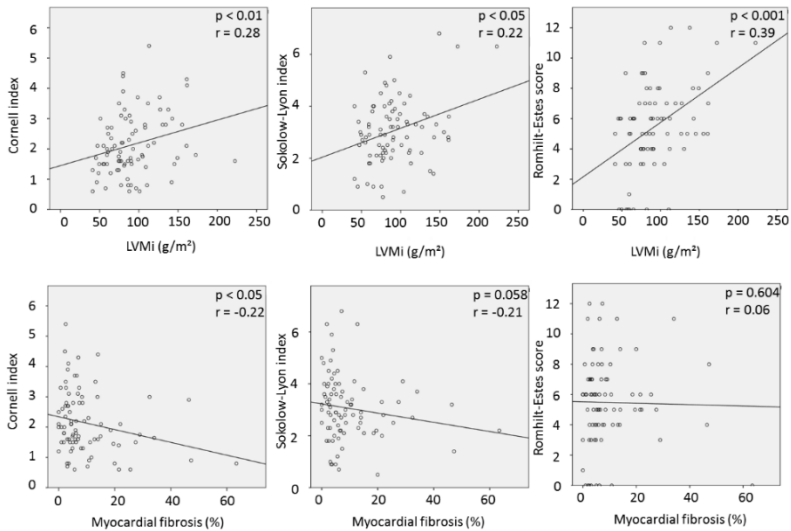 p < 0.01
r = 0.28
Cornell index
6
5
4
3
2
1
0
0 50 100 150 200 250
LVMi (g/m²)
p < 0.05
r = 0.22
Sokolow-Lyon index
6
4
2
0
0 50 100 150 200 250
LVMi (g/m²)
p < 0.001
r = 0.39
Romhilt-Estes score
12
10
8
6
4
2
0
0 50 100 150 200 250
LVMi (g/m²)
p < 0.05
r = -0.22
Cornell index
6
5
4
3
2
1
0
0 20 40 60
Myocardial fibrosis (%)
p = 0.058
r = -0.21
Sokolow-Lyon index
6
4
2
0
0 20 40 60
Myocardial fibrosis (%)
p = 0.604
r = 0.06
Romhilt-Estes score
12
10
8
6
4
2
0
0 20 40 60
Myocardial fibrosis (%)